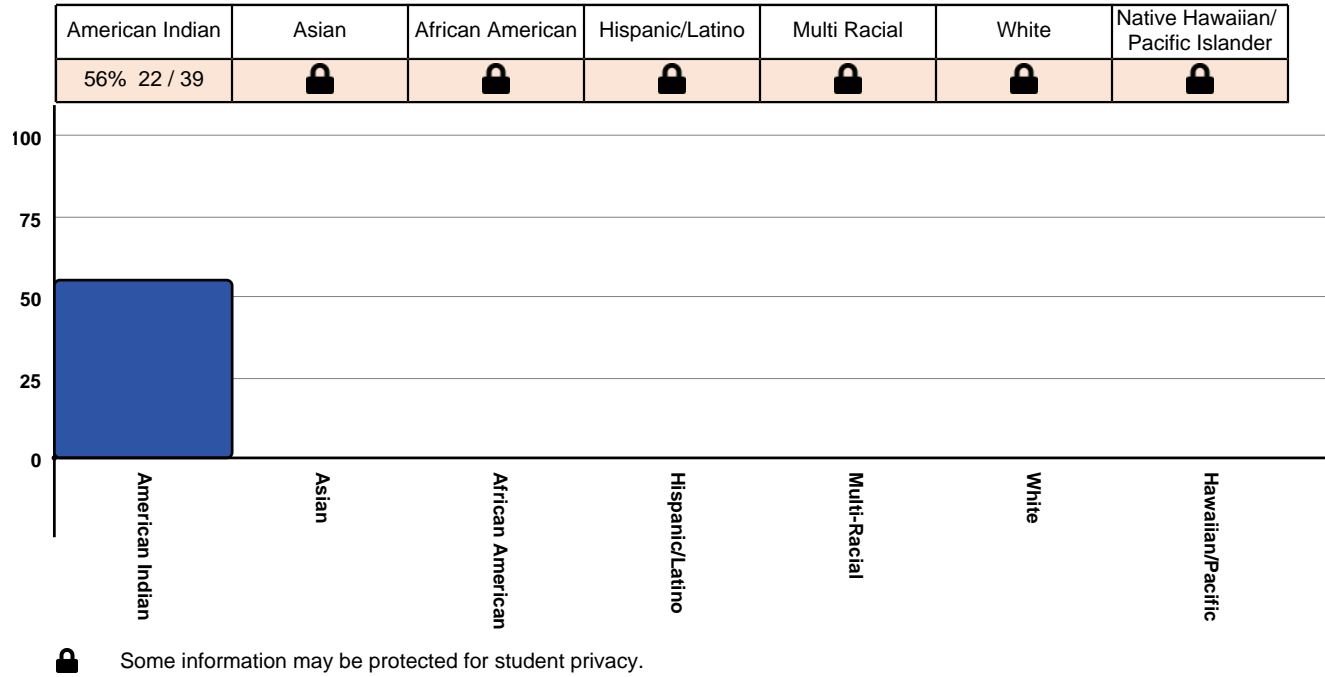 American Indian Asian African American Hispanic/Latino Multi Racial White Native Hawaiian/
Pacific Islander
56% 22 / 39
100
75
50
25
0
American Indian
Asian
African American
Hispanic/Latino
Multi-Racial
White
Hawaiian/Pacific
Some information may be protected for student privacy.